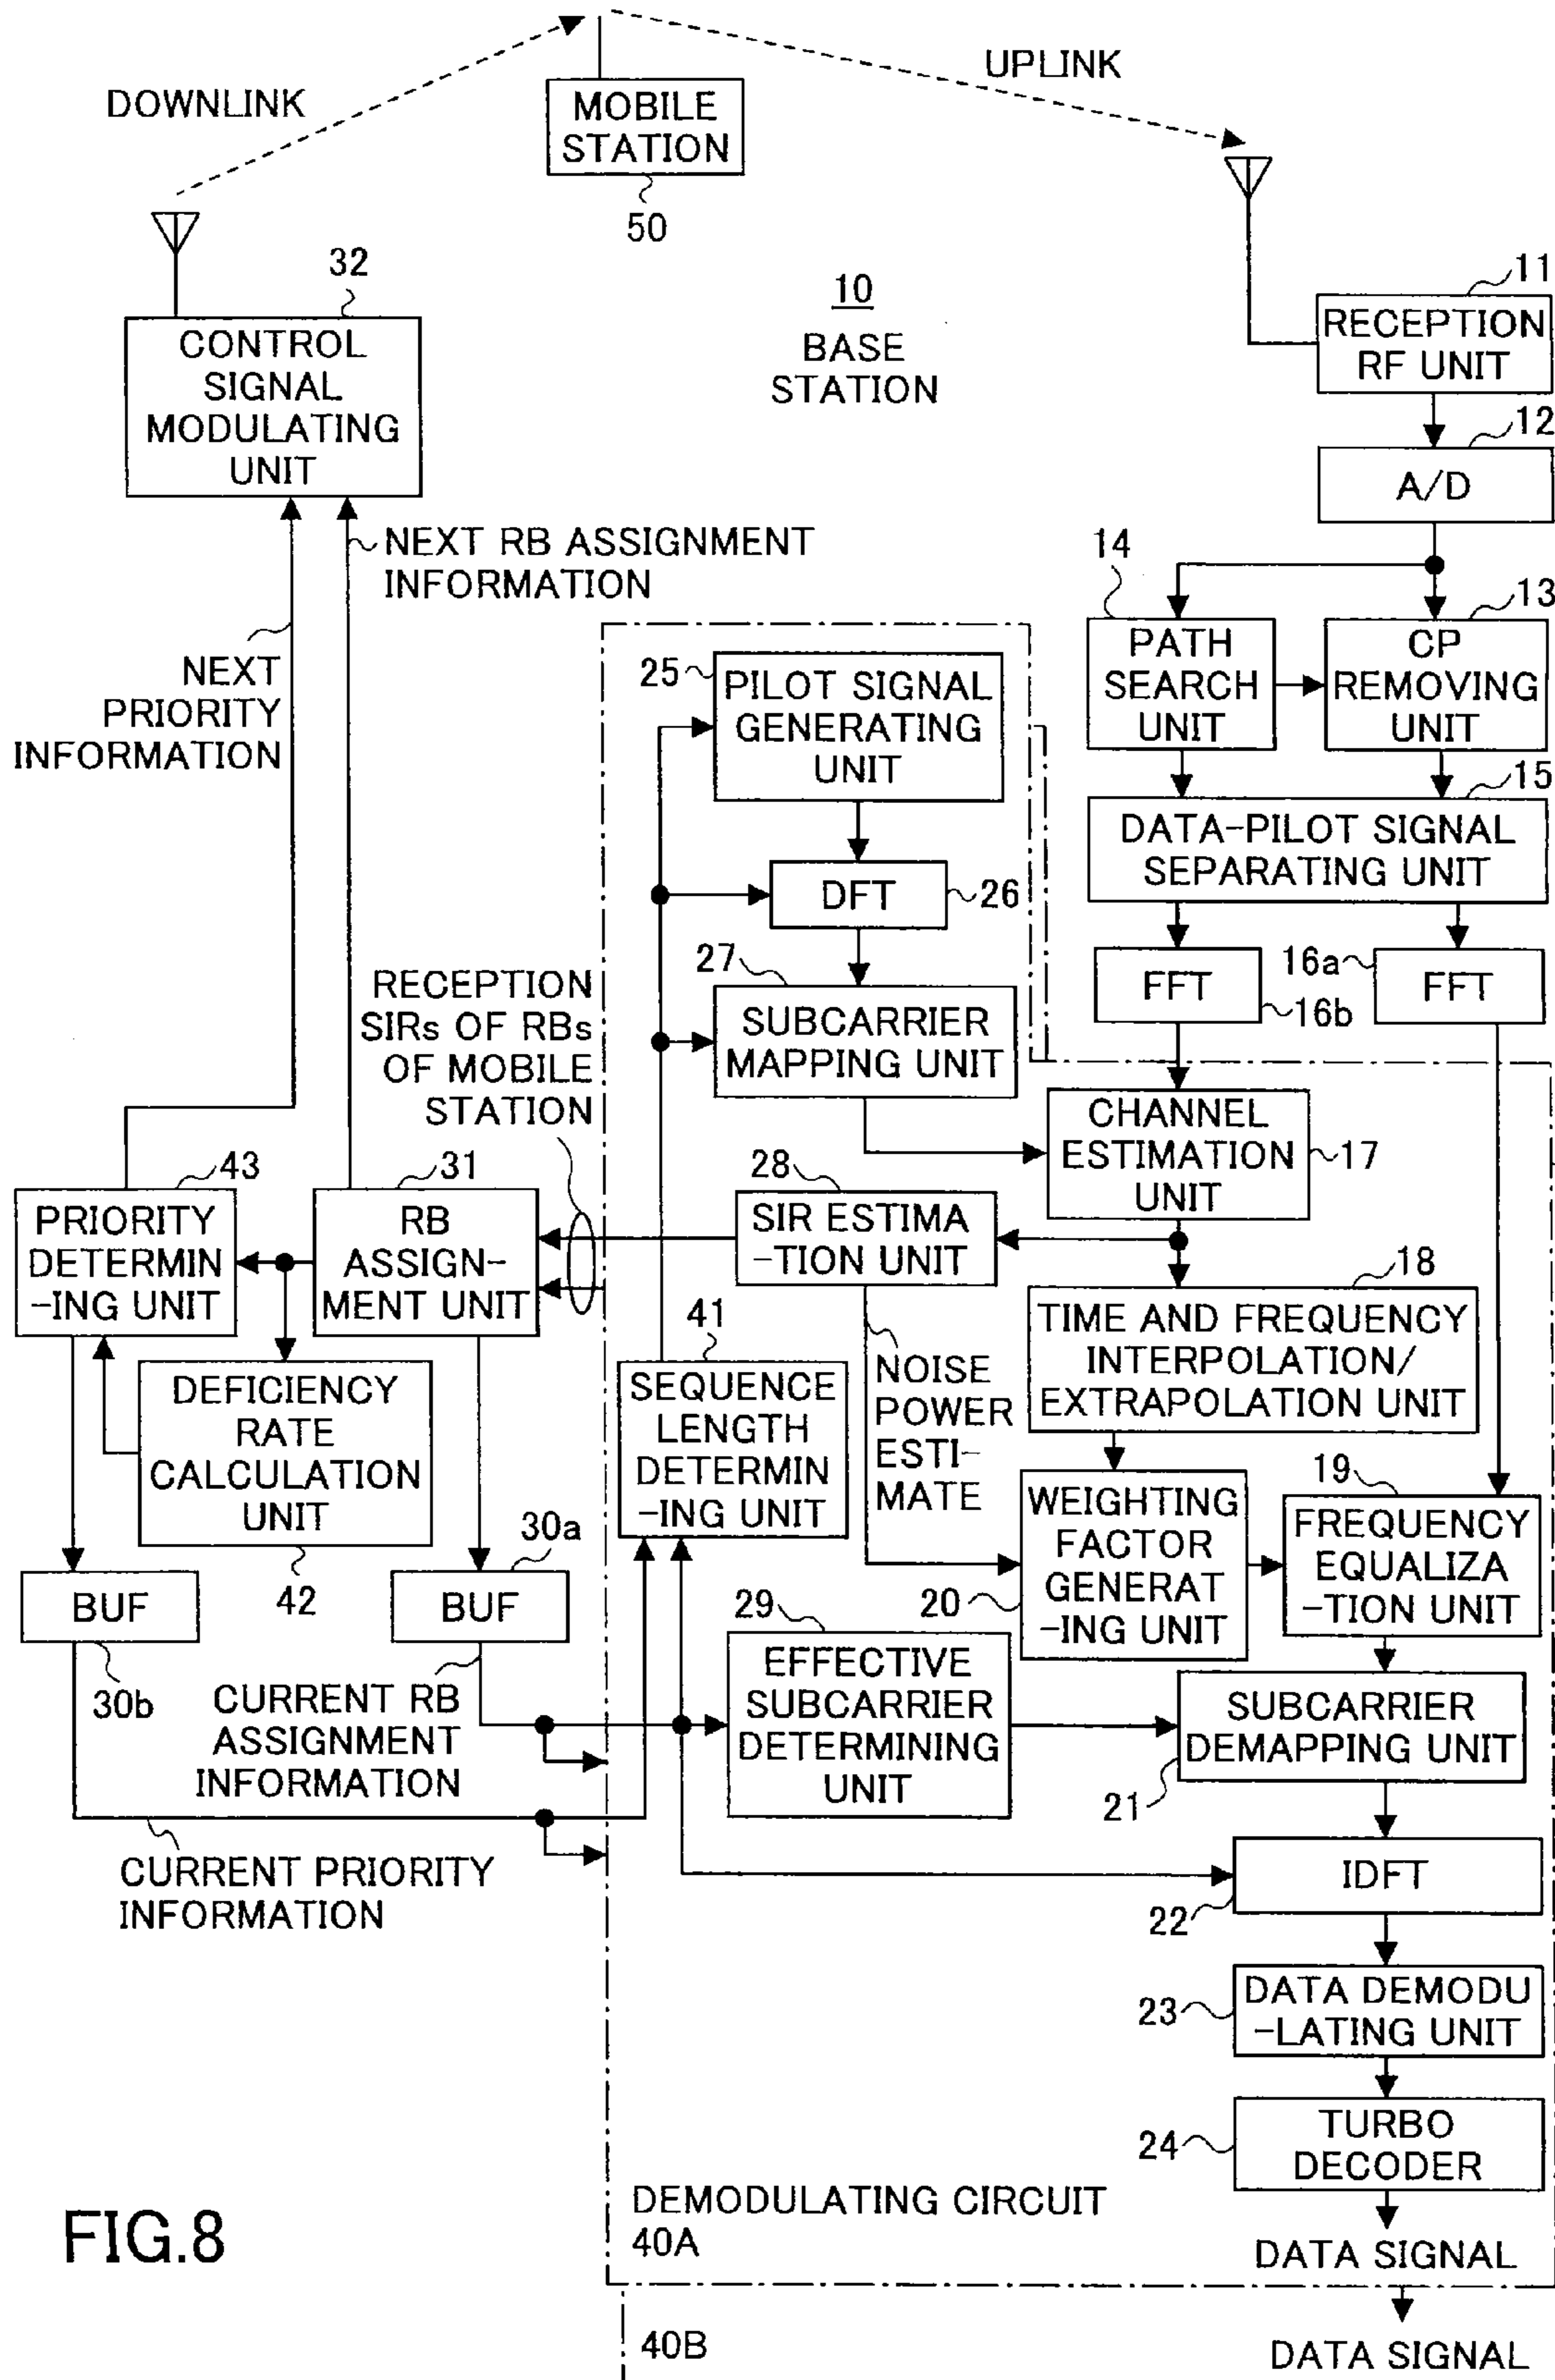 DOWNLINK
UPLINK
MOBILE
STATION
50
32
CONTROL
SIGNAL
MODULATING
UNIT
10
BASE
STATION
11
RECEPTION
RF UNIT
12
A/D
NEXT RB ASSIGNMENT
INFORMATION
NEXT
PRIORITY
INFORMATION
14
PATH
SEARCH
UNIT
13
CP
REMOVING
UNIT
25
PILOT SIGNAL
GENERATING
UNIT
15
DATA-PILOT SIGNAL
SEPARATING UNIT
DFT
26
27
SUBCARRIER
MAPPING UNIT
FFT
16b
16a
FFT
RECEPTION
SIRs OF RBs
OF MOBILE
STATION
CHANNEL
ESTIMATION
UNIT
17
43
PRIORITY
DETERMIN
-ING UNIT
31
RB
ASSIGN-
MENT UNIT
28
SIR ESTIMA
-TION UNIT
18
TIME AND FREQUENCY
INTERPOLATION/
EXTRAPOLATION UNIT
DEFICIENCY
RATE
CALCULATION
UNIT
42
41
SEQUENCE
LENGTH
DETERMIN
-ING UNIT
NOISE
POWER
ESTI-
MATE
20
WEIGHTING
FACTOR
GENERAT
-ING UNIT
19
FREQUENCY
EQUALIZA
-TION UNIT
BUF
30b
30a
BUF
29
EFFECTIVE
SUBCARRIER
DETERMINING
UNIT
SUBCARRIER
DEMAPPING UNIT
21
CURRENT RB
ASSIGNMENT
INFORMATION
CURRENT PRIORITY
INFORMATION
IDFT
22
23
DATA DEMODU
-LATING UNIT
24
TURBO
DECODER
DEMODULATING CIRCUIT
40A
DATA SIGNAL
40B
DATA SIGNAL
FIG.8